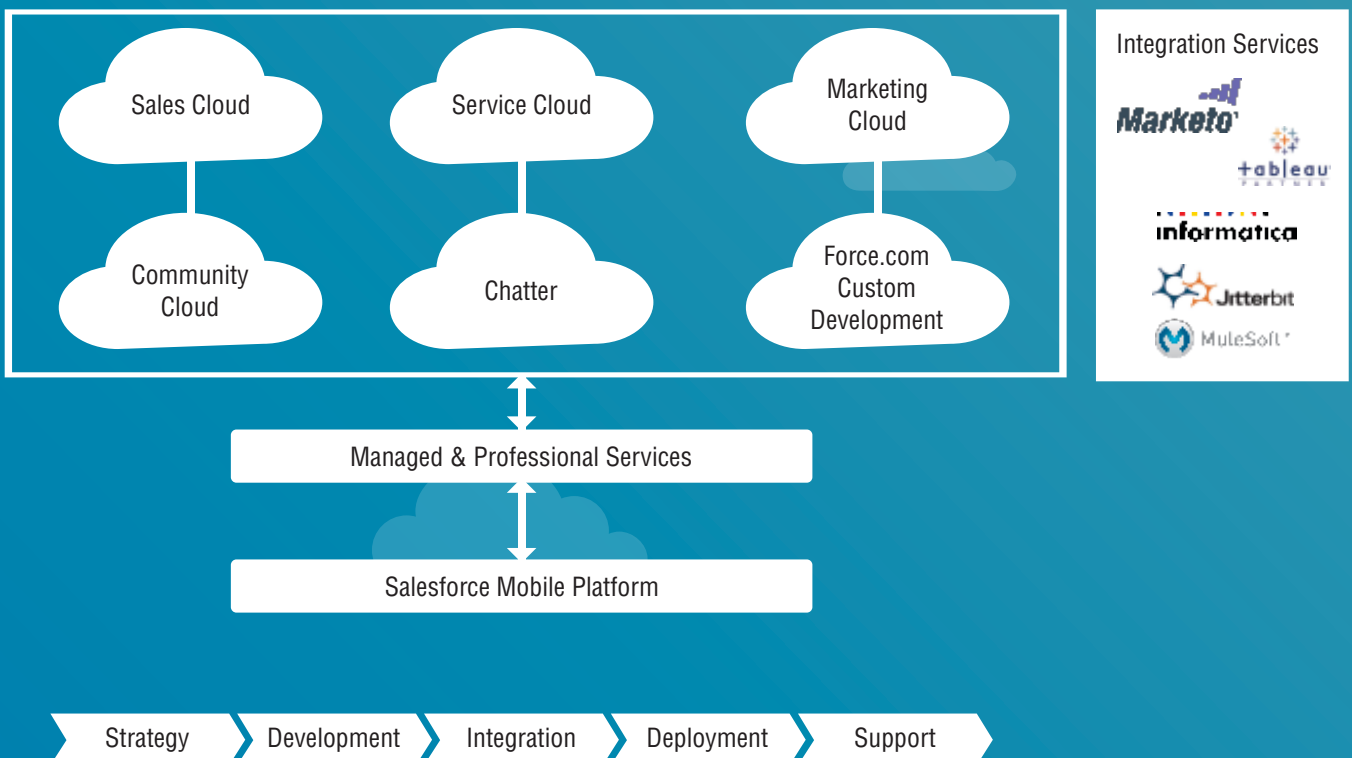 Sales Cloud
Service Cloud
Marketing
Cloud
Community
Cloud
Chatter
Force.com
Custom
Development
Integration Services
Marketo
+ableau
PARTNER
informatica
Jitterbit
MuleSoft
Managed & Professional Services
Salesforce Mobile Platform
Strategy
Development
Integration
Deployment
Support